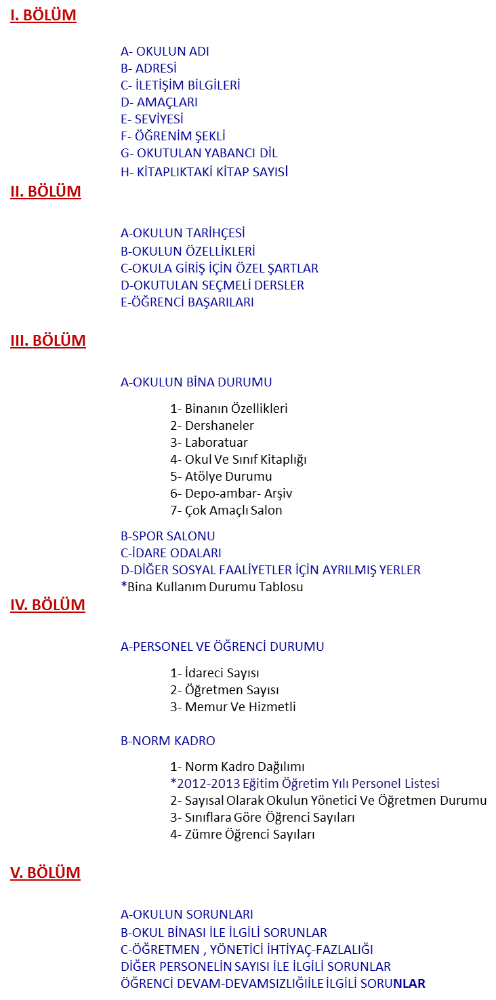 I. BÖLÜM
A- OKULUN ADI
B- ADRESİ
C- İLETİŞİM BİLGİLERİ
D- AMAÇLARI
E- SEVİYESİ
F- ÖĞRENİM ŞEKLİ
G- OKUTULAN YABANCI DİL
H- KİTAPLIKTAKİ KİTAP SAYISI
II. BÖLÜM
A-OKULUN TARİHÇESİ
B-OKULUN ÖZELLİKLERİ
C-OKULA GİRİŞ İÇİN ÖZEL ŞARTLAR
D-OKUTULAN SEÇMELİ DERSLER
E-ÖĞRENCİ BAŞARILARI
III. BÖLÜM
A-OKULUN BİNA DURUMU
1- Binanın Özellikleri
2- Dershaneler
3- Laboratuar
4- Okul Ve Sınıf Kitaplığı
5- Atölye Durumu
6- Depo-ambar- Arşiv
7- Çok Amaçlı Salon
B-SPOR SALONU
C-İDARE ODALARI
D-DİĞER SOSYAL FAALİYETLER İÇİN AYRILMIŞ YERLER
*Bina Kullanım Durumu Tablosu
IV. BÖLÜM
A-PERSONEL VE ÖĞRENCİ DURUMU
1- İdareci Sayısı
2- Öğretmen Sayısı
3- Memur Ve Hizmetli
B-NORM KADRO
1- Norm Kadro Dağılımı
*2012-2013 Eğitim Öğretim Yılı Personel Listesi
2- Sayısal Olarak Okulun Yönetici Ve Öğretmen Durumu
3- Sınıflara Göre Öğrenci Sayıları
4- Zümre Öğrenci Sayıları
V. BÖLÜM
A-OKULUN SORUNLARI
B-OKUL BİNASI İLE İLGİLİ SORUNLAR
C-ÖĞRETMEN , YÖNETİCİ İHTİYAÇ-FAZLALIĞI
DİĞER PERSONELİN SAYISI İLE İLGİLİ SORUNLAR
ÖĞRENCİ DEVAM-DEVAMSIZLIĞIİLE İLGİLİ SORUNLAR